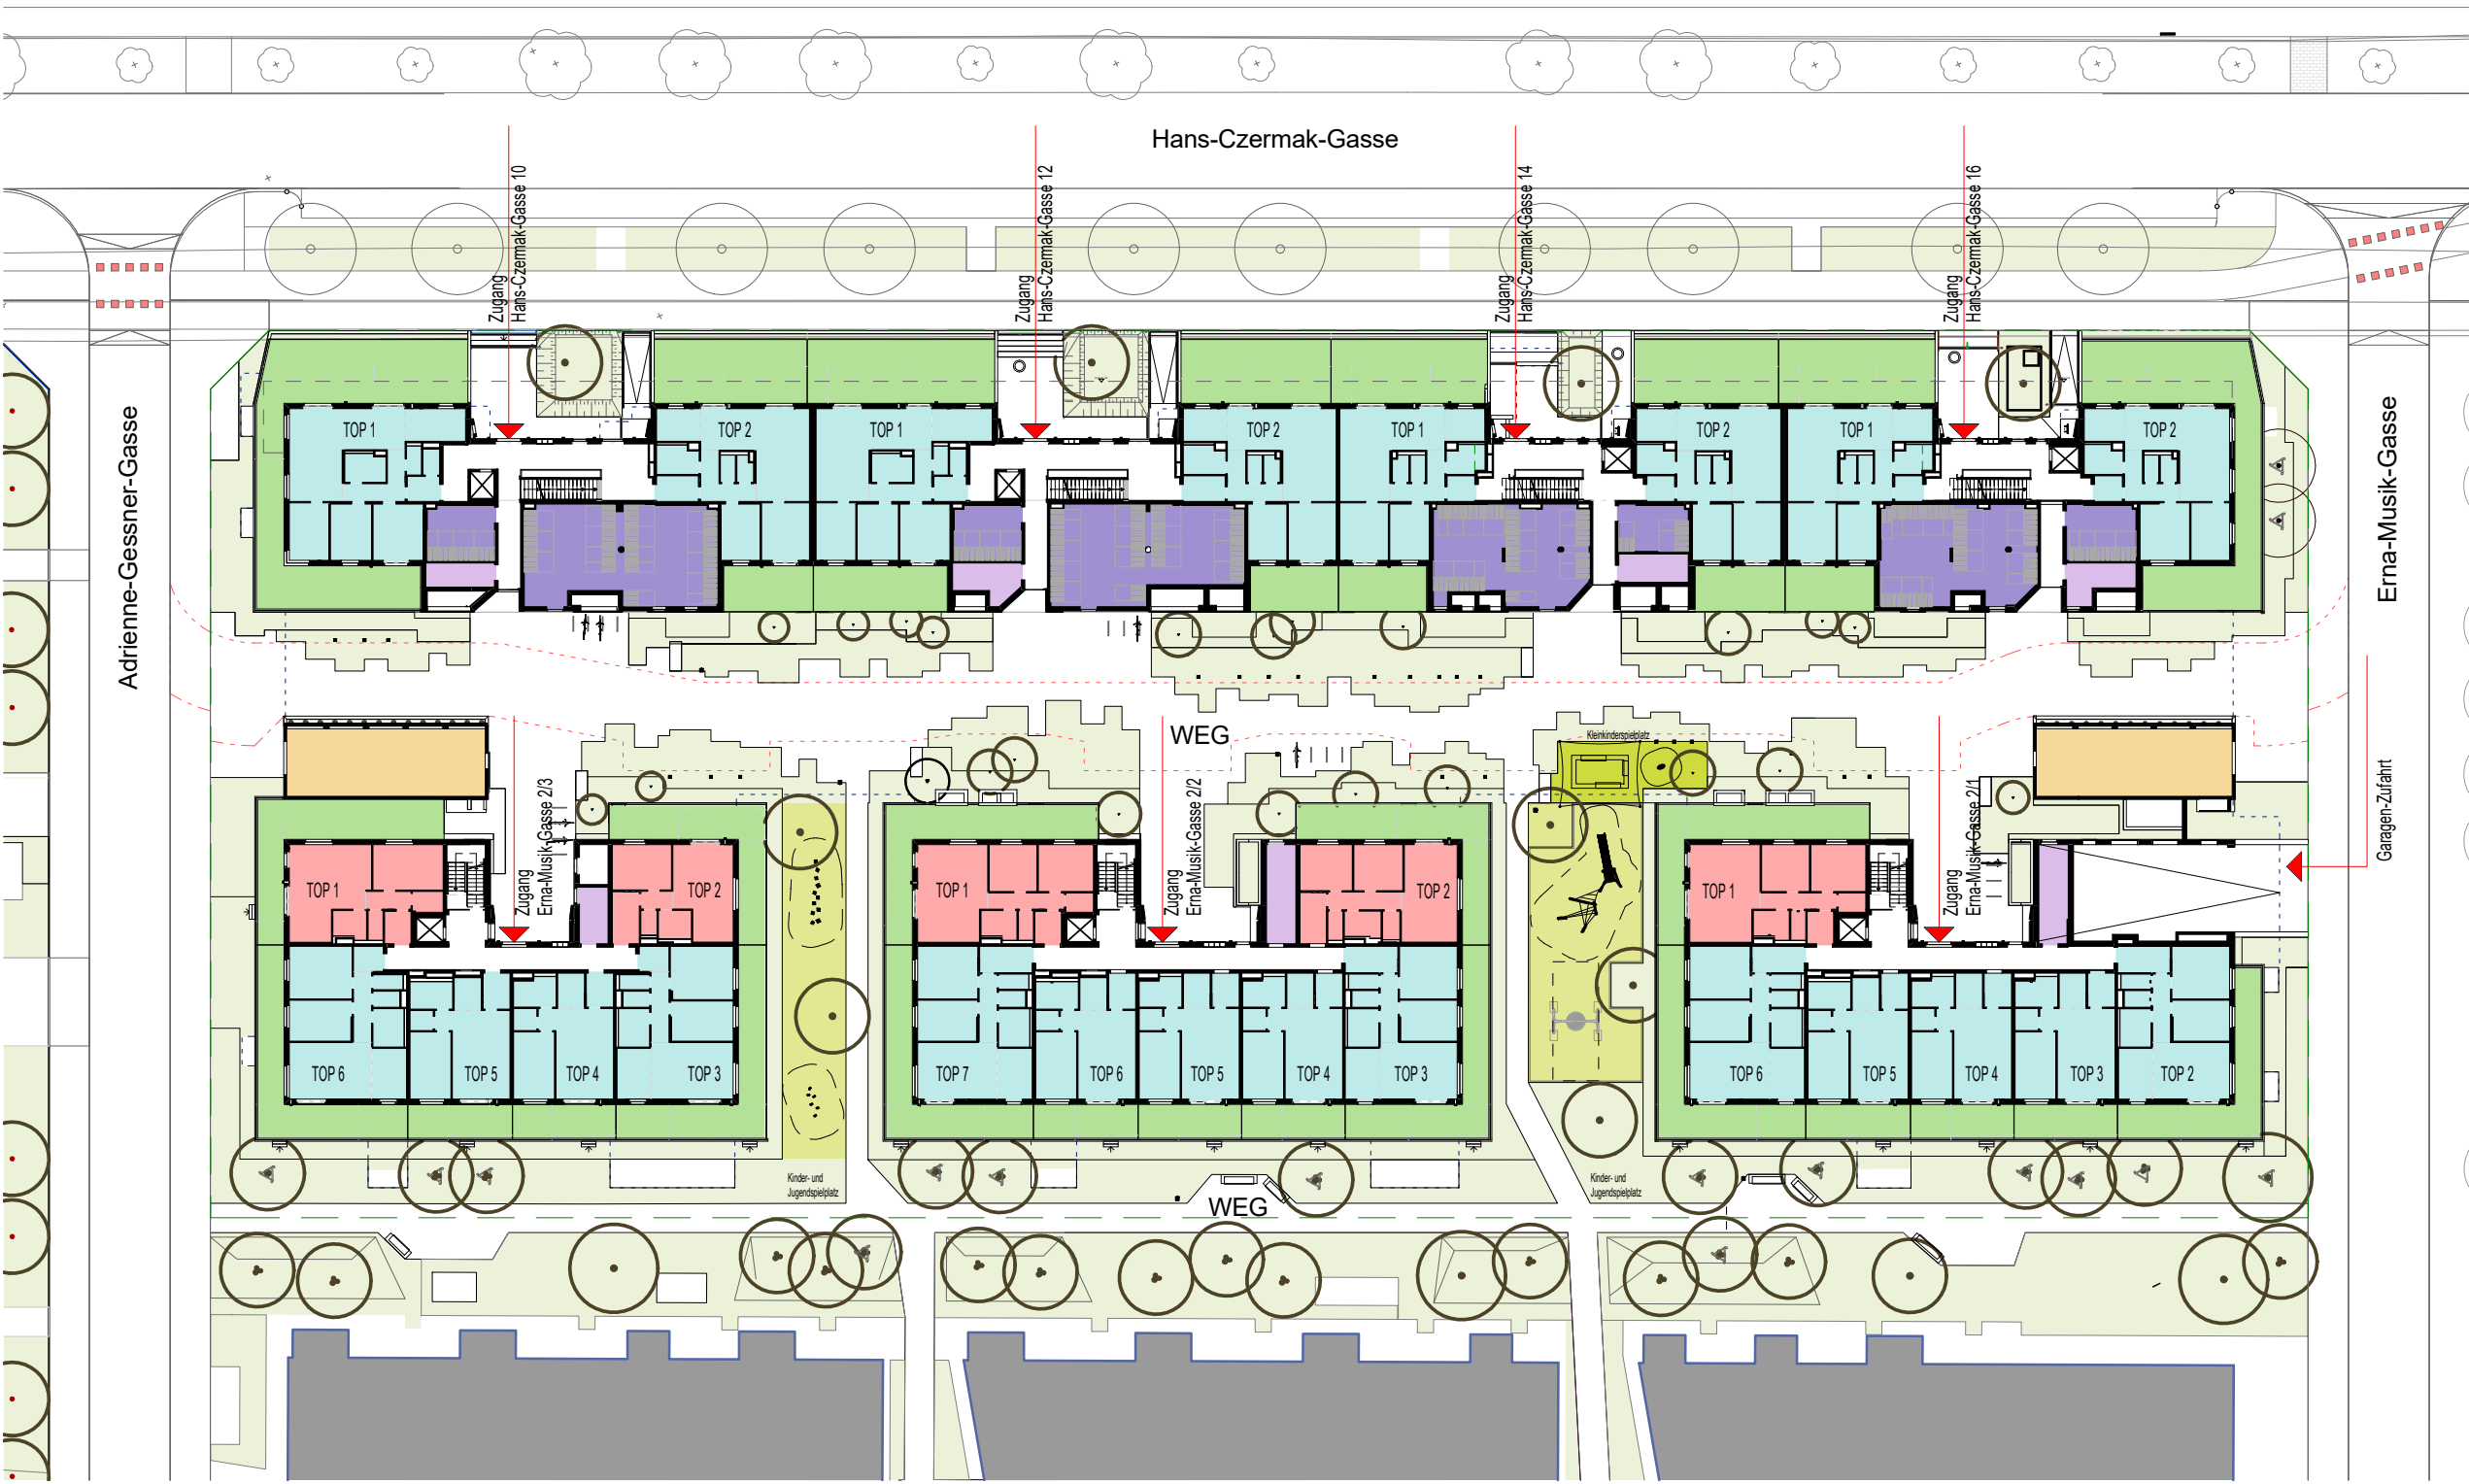 Hans-Czermak-Gasse
Zugang
Hans-Czermak-Gasse 10
Zugang
Hans-Czermak-Gasse 12
Zugang
Hans-Czermak-Gasse 14
Zugang
Hans-Czermak-Gasse 16
Adrienne-Gessner-Gasse
Erna-Musik-Gasse
TOP 1
TOP 2
TOP 1
TOP 2
TOP 1
TOP 2
TOP 1
TOP 2
WEG
Kleinkinderspielplatz
Garagen-Zufahrt
Zugang
Erna-Musik-Gasse 2/3
Zugang
Erna-Musik-Gasse 2/2
Zugang
Erna-Musik-Gasse 2/1
TOP 1
TOP 2
TOP 1
TOP 2
TOP 1
TOP 6
TOP 5
TOP 4
TOP 3
TOP 7
TOP 6
TOP 5
TOP 4
TOP 3
TOP 6
TOP 5
TOP 4
TOP 3
TOP 2
Kinder- und
Jugendspielplatz
Kinder- und
Jugendspielplatz
WEG